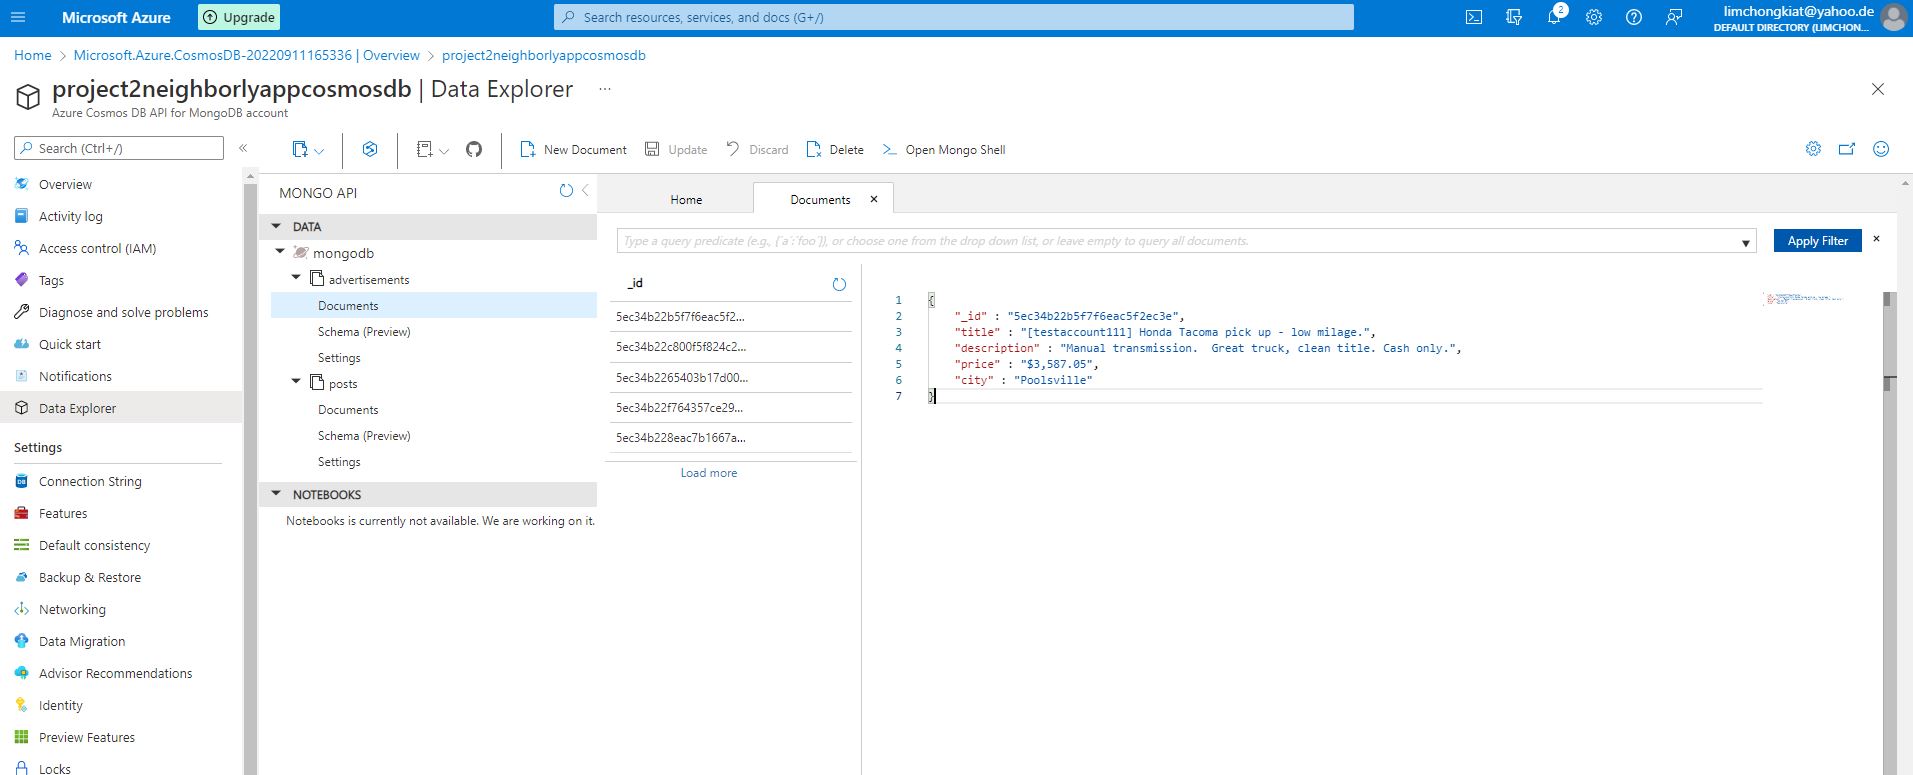 Microsoft Azure
Upgrade
Search resources, services, and docs (G+/)
2
limchongkiat@yahoo.de
DEFAULT DIRECTORY (LIMCHON...
Home > Microsoft.Azure.CosmosDB-20220911165336 | Overview > project2neighborlyappcosmosdb
project2neighborlyappcosmosdb | Data Explorer ...
Azure Cosmos DB API for MongoDB account
Search (Ctrl+/)
Overview
Activity log
Access control (IAM)
Tags
Diagnose and solve problems
Quick start
Notifications
Data Explorer
Settings
Connection String
Features
Default consistency
Backup & Restore
Networking
Data Migration
Advisor Recommendations
Identity
Preview Features
Locks
New Document
Update
Discard
Delete
Open Mongo Shell
MONGO API
DATA
mongodb
advertisements
Documents
Schema (Preview)
Settings
posts
Documents
Schema (Preview)
Settings
NOTEBOOKS
Notebooks is currently not available. We are working on it.
Home
Documents
Type a query predicate (e.g., {´a´:´foo´}), or choose one from the drop down list, or leave empty to query all documents.
Apply Filter
_id
5ec34b22b5f7f6eac5f2...
5ec34b22c800f5f824c2...
5ec34b2265403b17d00...
5ec34b22f764357ce29...
5ec34b228eac7b1667a...
Load more
1 {
2 "_id" : "5ec34b22b5f7f6eac5f2ec3e",
3 "title" : "[testaccount111] Honda Tacoma pick up - low milage.",
4 "description" : "Manual transmission.  Great truck, clean title. Cash only.",
5 "price" : "$3,587.05",
6 "city" : "Poolsville"
7 }